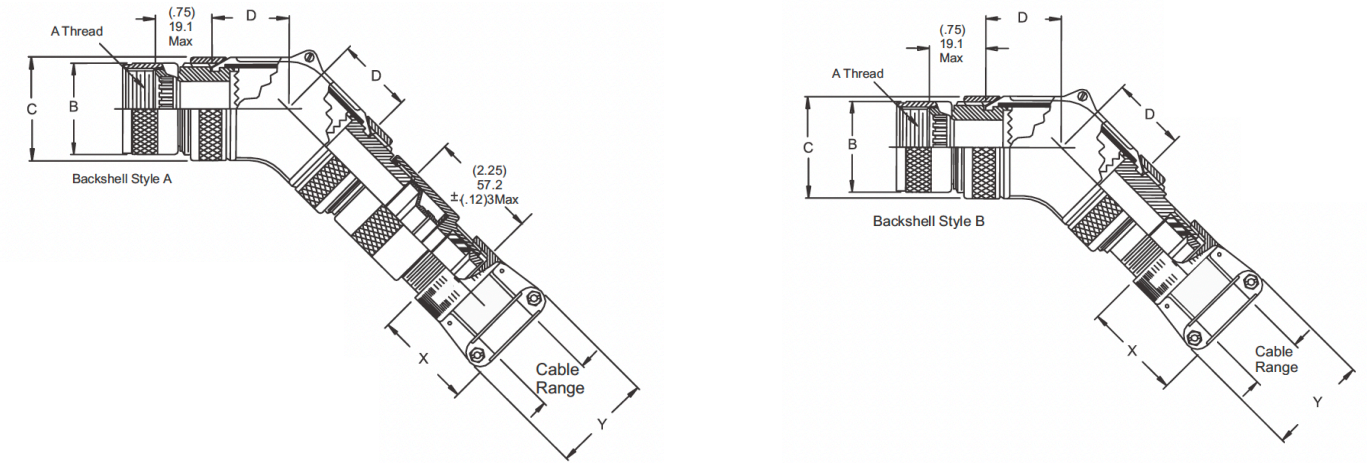 (.75)
19.1
Max
D
A Thread
D
C
B
Backshell Style A
(2.25)
57.2
±(.12)3Max
X
Cable
Range
Y
(.75)
19.1
Max
D
A Thread
D
C
B
Backshell Style B
X
Cable
Range
Y